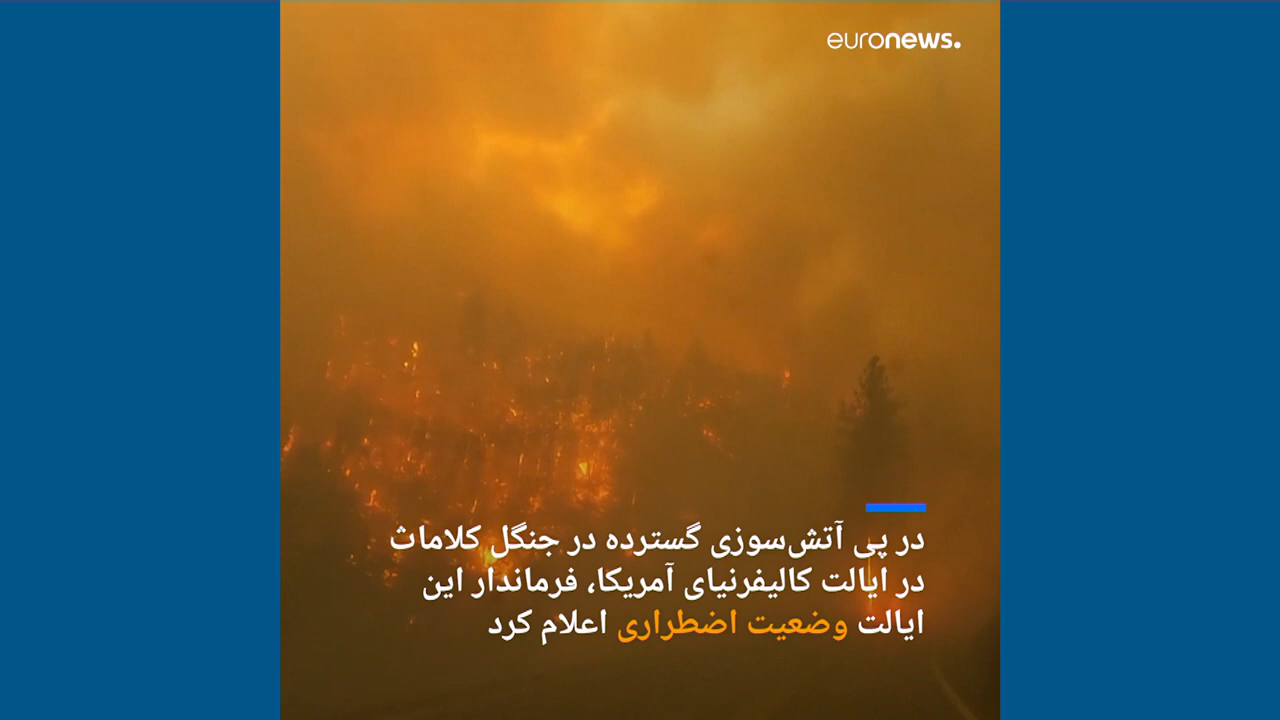 euronews.
در پی آتش‌سوزی گسترده در جنگل کلاماث
در ایالت کالیفرنیای آمریکا، فرماندار این
ایالت وضعیت اضطراری اعلام کرد